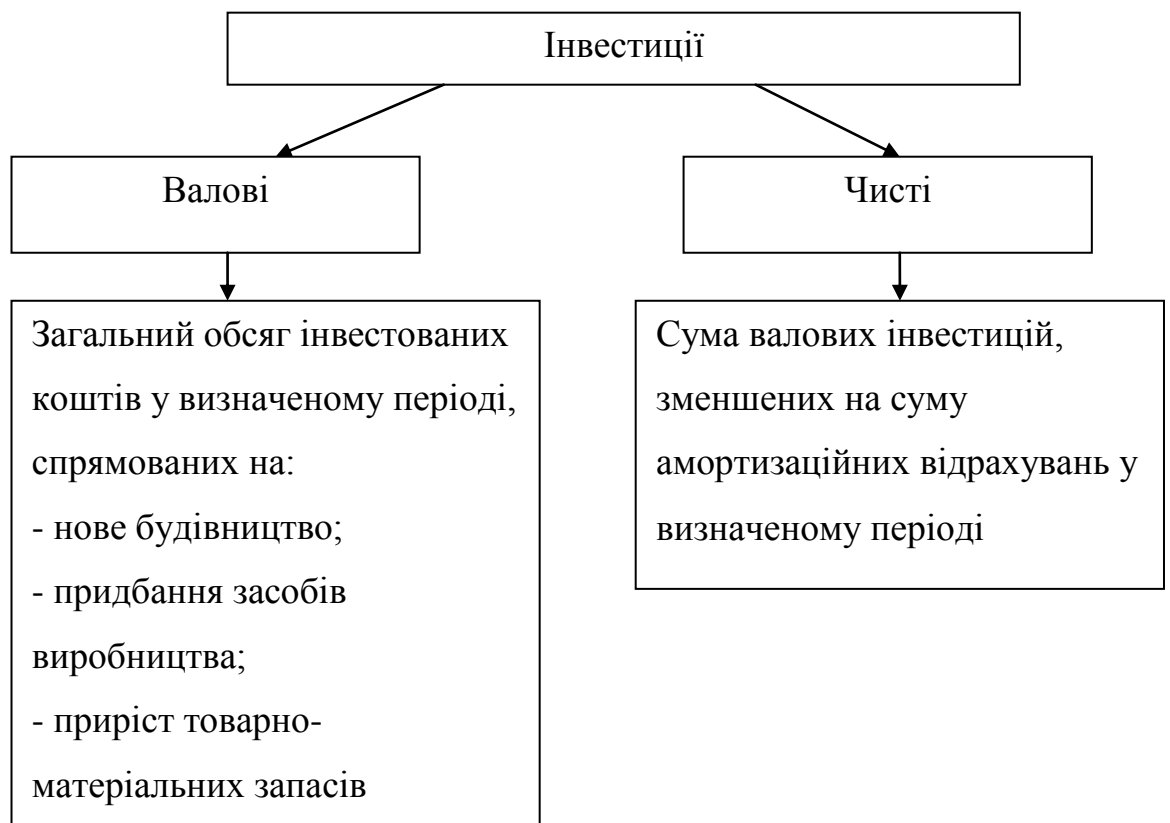 Інвестиції
Валові
Чисті
Загальний обсяг інвестованих
коштів у визначеному періоді,
спрямованих на:
- нове будівництво;
- придбання засобів
виробництва;
- приріст товарно-
матеріальних запасів
Сума валових інвестицій,
зменшених на суму
амортизаційних відрахувань у
визначеному періоді